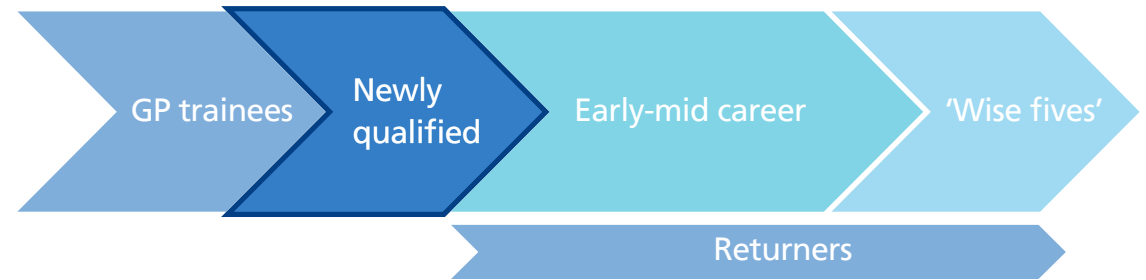 GP trainees
Newly
qualified
Early-mid career
‘Wise fives’
Returners